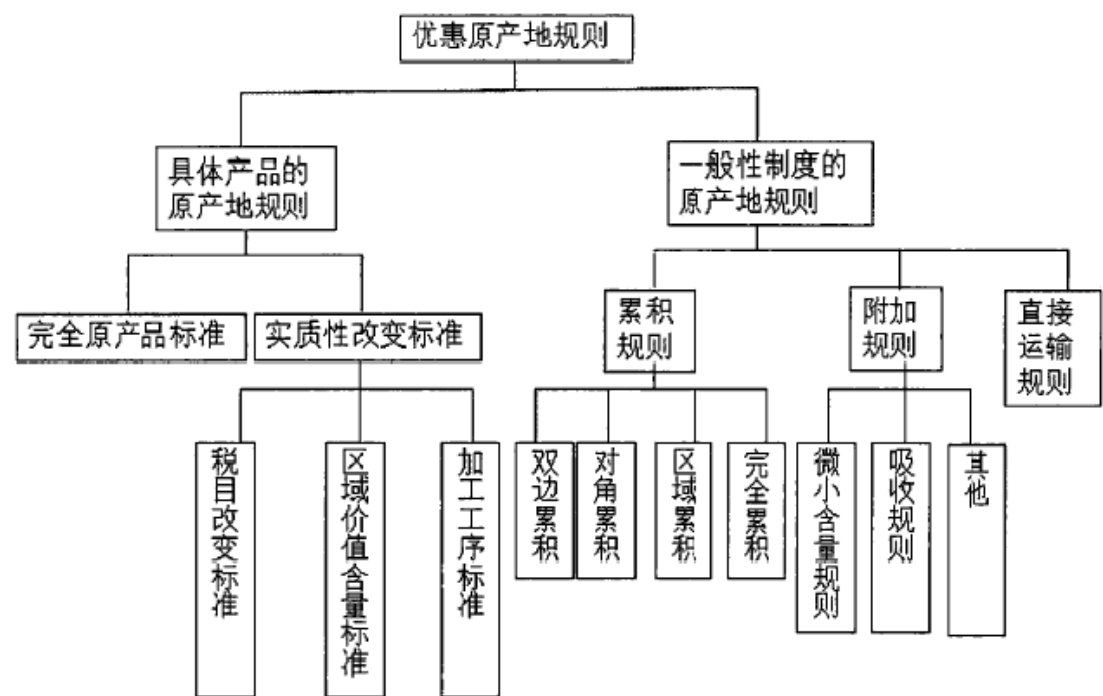 优惠原产地规则
具体产品的
原产地规则
一般性制度的
原产地规则
完全原产品标准
实质性改变标准
累积
规则
附加
规则
直接
运输
规则
税目改变标准
区域价值含量标准
加工工序标准
双边累积
对角累积
区域累积
完全累积
微小含量规则
吸收规则
其他